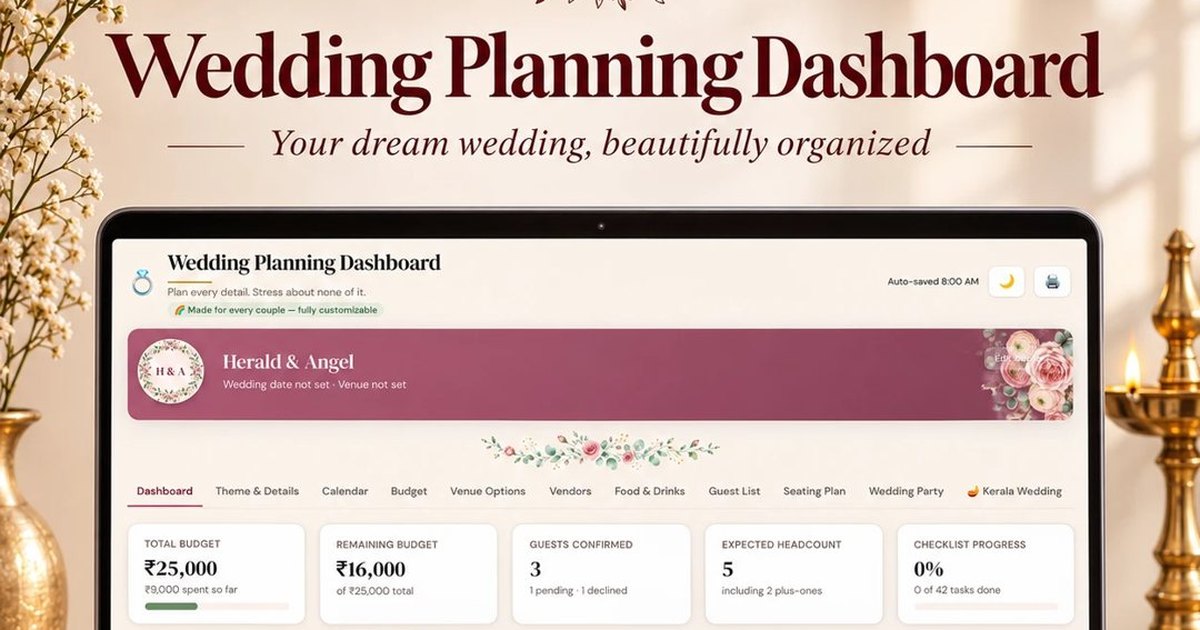 Wedding Planning Dashboard
Your dream wedding, beautifully organized
Wedding Planning Dashboard
Plan every detail. Stress about none of it.
🌈 Made for every couple — fully customizable
Auto-saved 8:00 AM
H & A
Herald & Angel
Wedding date not set · Venue not set
Dashboard Theme & Details Calendar Budget Venue Options Vendors Food & Drinks Guest List Seating Plan Wedding Party 🪔 Kerala Wedding
TOTAL BUDGET
₹25,000
₹9,000 spent so far
REMAINING BUDGET
₹16,000
of ₹25,000 total
GUESTS CONFIRMED
3
1 pending · 1 declined
EXPECTED HEADCOUNT
5
including 2 plus-ones
CHECKLIST PROGRESS
0%
0 of 42 tasks done